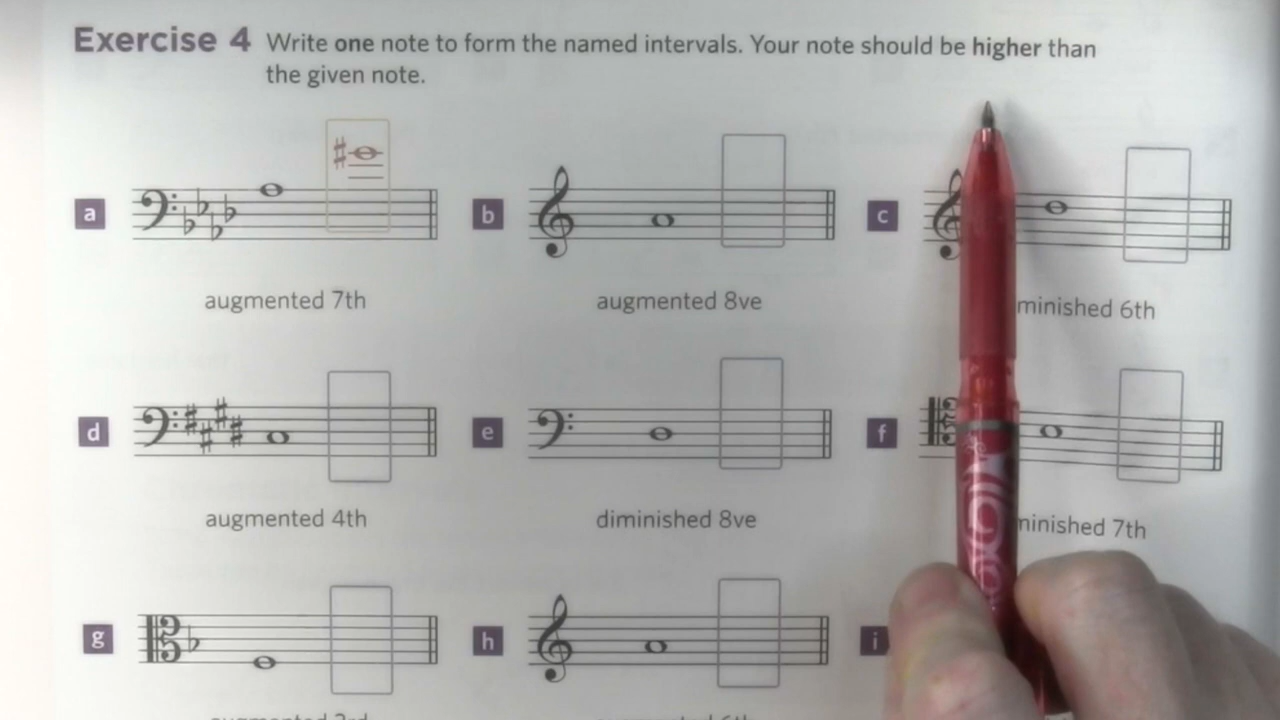 Exercise 4 Write one note to form the named intervals. Your note should be higher than
the given note.
a b c
augmented 7th augmented 8ve minished 6th
d e f
augmented 4th diminished 8ve minished 7th
g h i